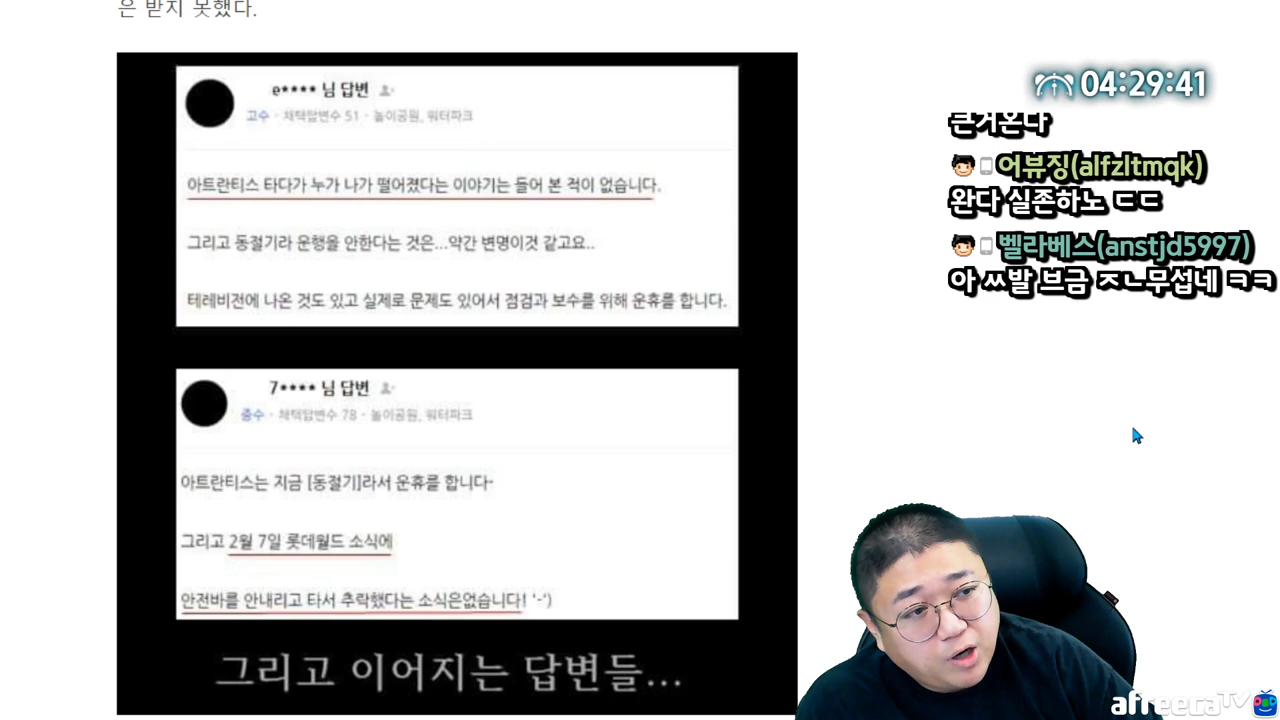 은 받지 못했다.
e**** 님 답변
고수 · 채택답변수 51 · 놀이공원, 워터파크
아트란티스 타다가 누가 나가 떨어졌다는 이야기는 들어 본 적이 없습니다.
그리고 동절기라 운행을 안한다는 것은...약간 변명이것 같고요..
테레비전에 나온 것도 있고 실제로 문제도 있어서 점검과 보수를 위해 운휴를 합니다.
7**** 님 답변
중수 · 채택답변수 78 · 놀이공원, 워터파크
아트란티스는 지금 [동절기]라서 운휴를 합니다~
그리고 2월 7일 롯데월드 소식에
안전바를 안내리고 타서 추락했다는 소식은없습니다! '-')
그리고 이어지는 답변들...
04:29:41
큰거온다
어뷰징(alfzltmqk)
완다 실존하노 ㄷㄷ
벨라베스(anstjd5997)
아 ㅆ발 브금 ㅈㄴ무섭네 ㅋㅋ
afreecaTV